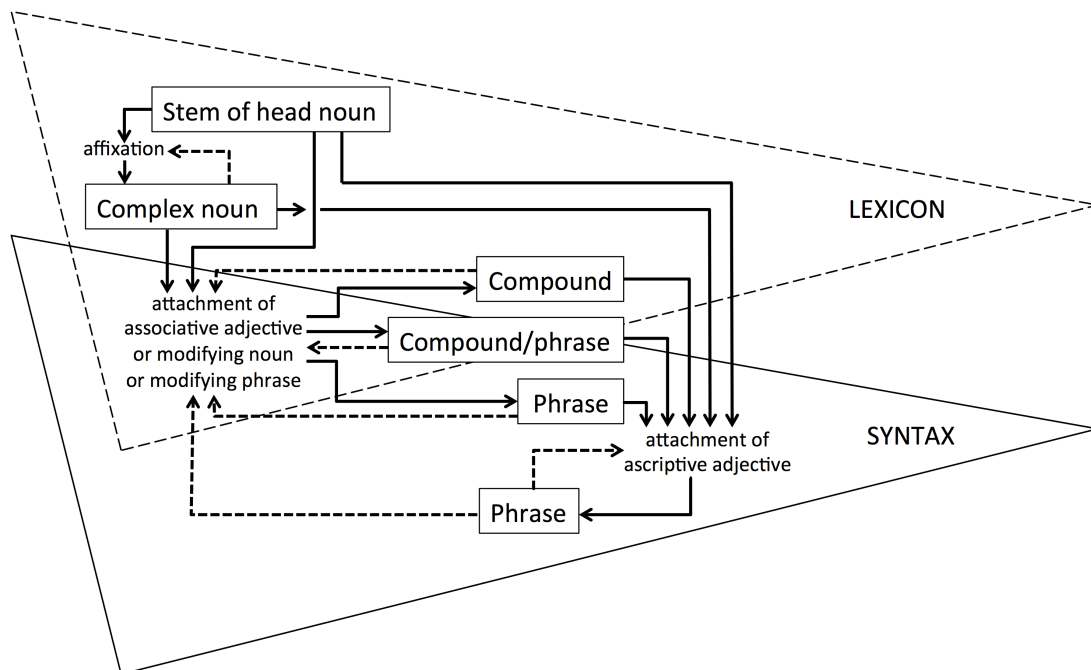 Stem of head noun
affixation
Complex noun
LEXICON
Compound
attachment of
associative adjective
or modifying noun
or modifying phrase
Compound/phrase
Phrase
attachment of
ascriptive adjective
SYNTAX
Phrase